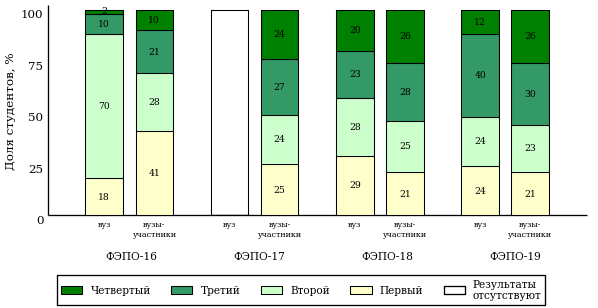 Доля студентов, %
100
75
50
25
0
2
10
70
18
10
21
28
41
24
27
24
25
20
23
28
29
26
28
25
21
12
40
24
24
26
30
23
21
вуз
вузы-
участники
вуз
вузы-
участники
вуз
вузы-
участники
вуз
вузы-
участники
ФЭПО-16 ФЭПО-17 ФЭПО-18 ФЭПО-19
Четвертый Третий Второй Первый Результаты
отсутствуют